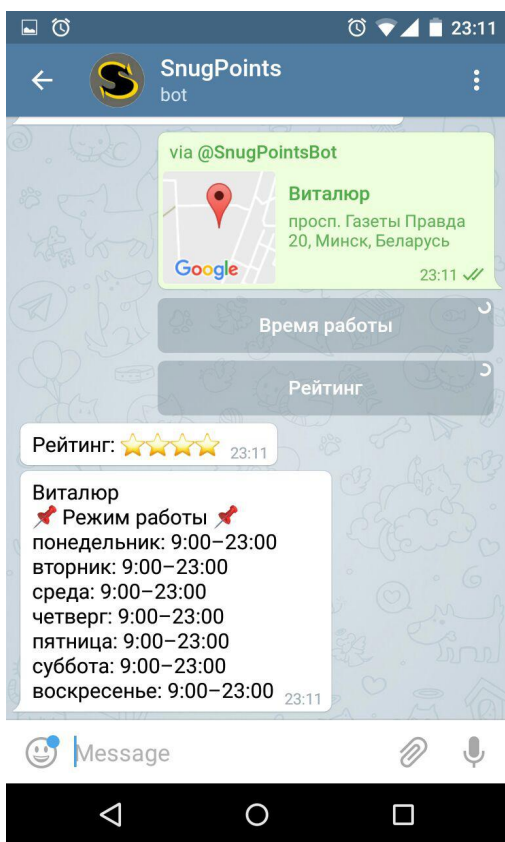 23:11
SnugPoints
bot
via @SnugPointsBot
Виталюр
просп. Газеты Правда
20, Минск, Беларусь
Google
23:11
Время работы
Рейтинг
Рейтинг: ⭐⭐⭐⭐ 23:11
Виталюр
📌 Режим работы 📌
понедельник: 9:00–23:00
вторник: 9:00–23:00
среда: 9:00–23:00
четверг: 9:00–23:00
пятница: 9:00–23:00
суббота: 9:00–23:00
воскресенье: 9:00–23:00 23:11
Message